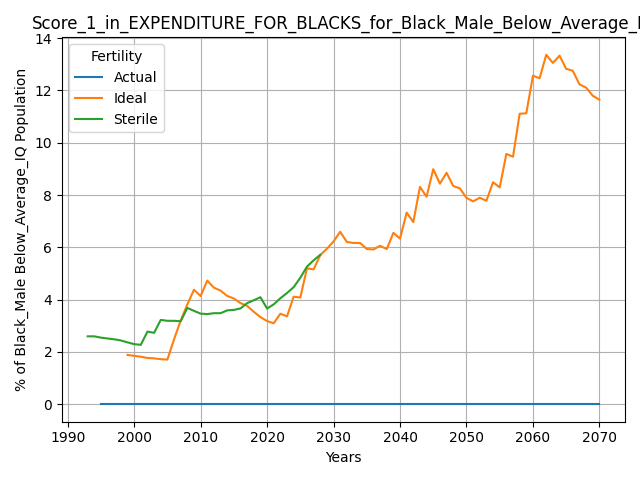 Score_1_in_EXPENDITURE_FOR_BLACKS_for_Black_Male_Below_Average_I
Fertility
Actual
Ideal
Sterile
% of Black_Male Below_Average_IQ Population
14
12
10
8
6
4
2
0
1990 2000 2010 2020 2030 2040 2050 2060 2070
Years